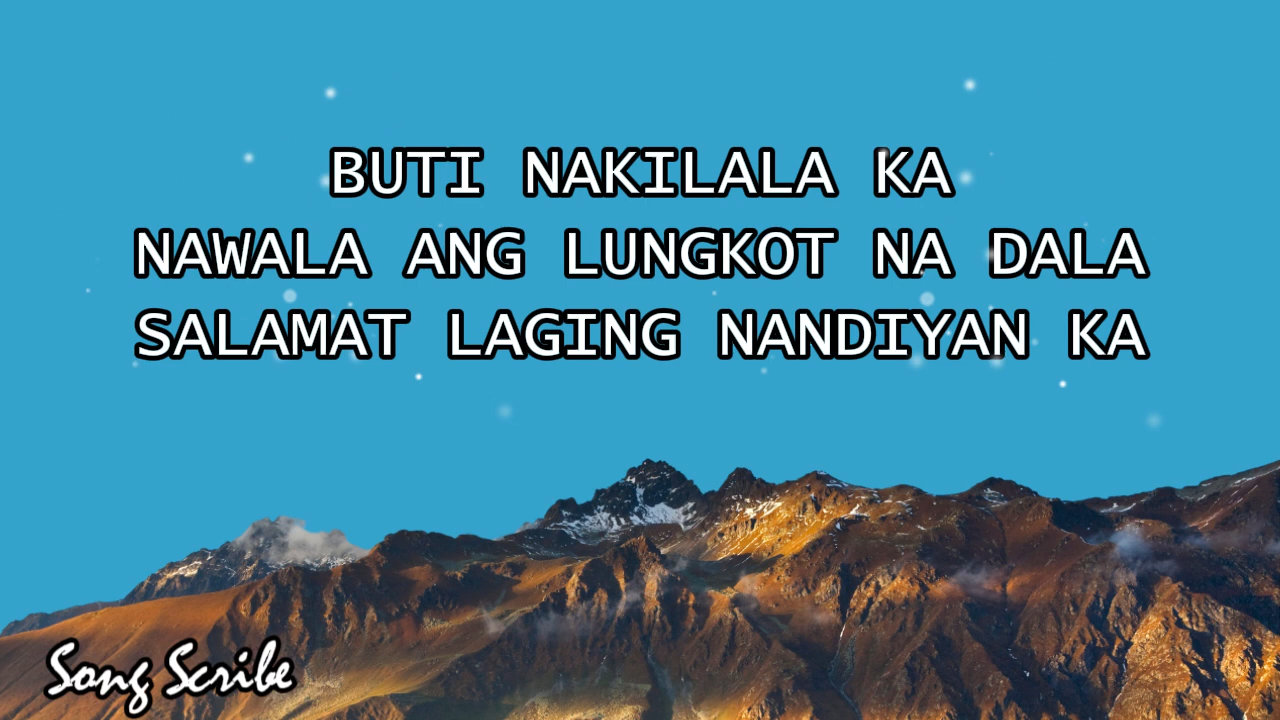 BUTI NAKILALA KA
NAWALA ANG LUNGKOT NA DALA
SALAMAT LAGING NANDIYAN KA
Song Scribe